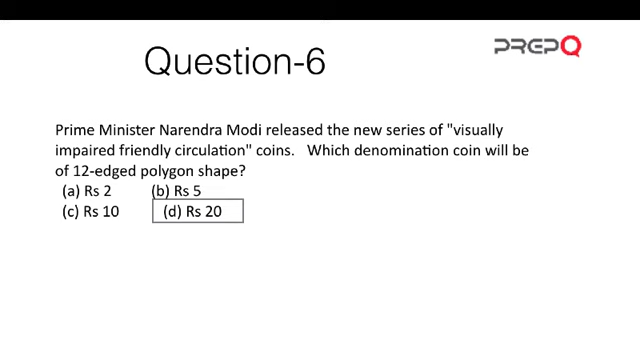 PREPQ
Question-6
Prime Minister Narendra Modi released the new series of "visually
impaired friendly circulation" coins. Which denomination coin will be
of 12-edged polygon shape?
(a) Rs 2 (b) Rs 5
(c) Rs 10 (d) Rs 20